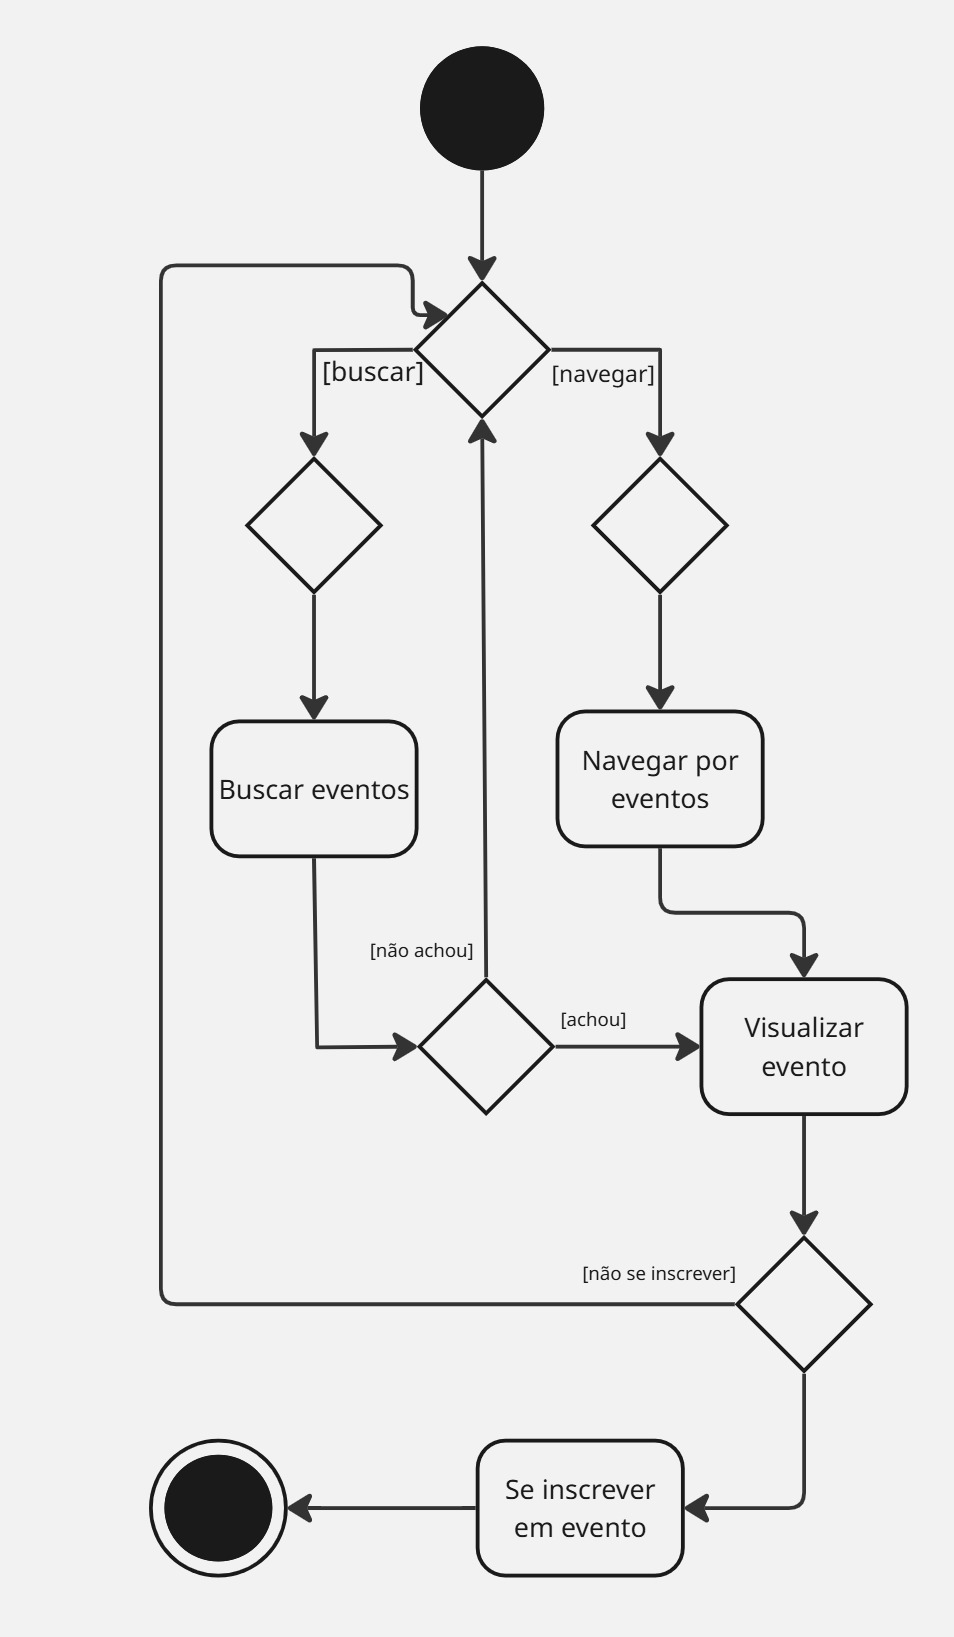 [buscar]
[navegar]
Buscar eventos
Navegar por
eventos
[não achou]
[achou]
Visualizar
evento
[não se inscrever]
Se inscrever
em evento